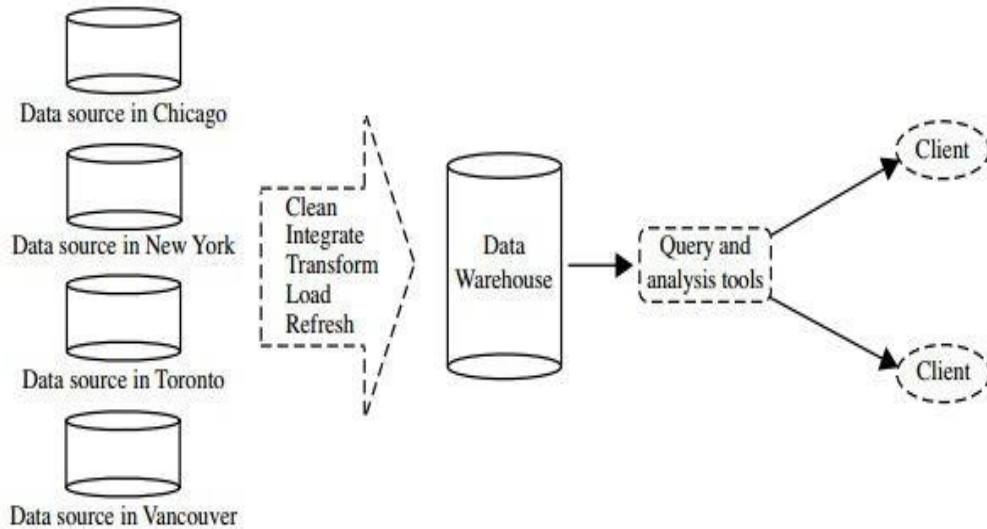 Data source in Chicago
Data source in New York
Data source in Toronto
Data source in Vancouver
Clean
Integrate
Transform
Load
Refresh
Data
Warehouse
Query and
analysis tools
Client
Client